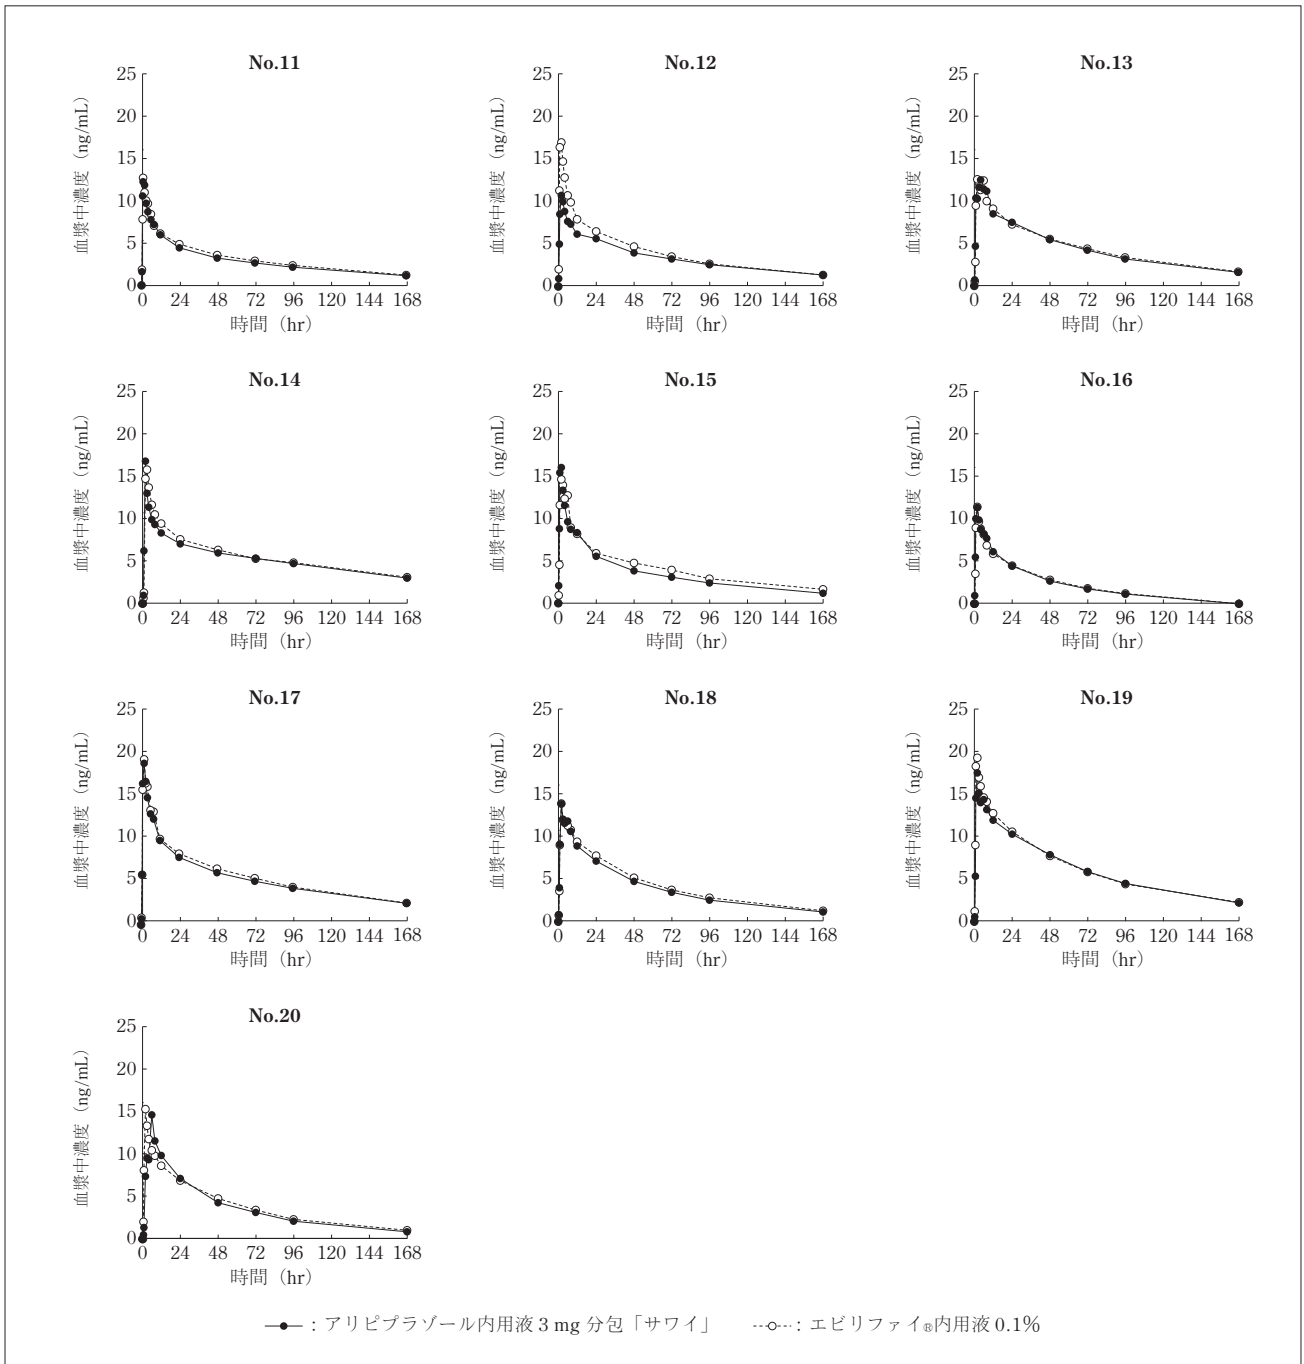 No.11 No.12 No.13
血漿中濃度（ng/mL） 血漿中濃度（ng/mL） 血漿中濃度（ng/mL）
25 25 25
20 20 20
15 15 15
10 10 10
5 5 5
0 0 0
0 24 48 72 96 120 144 168 0 24 48 72 96 120 144 168 0 24 48 72 96 120 144 168
時間（hr） 時間（hr） 時間（hr）
No.14 No.15 No.16
血漿中濃度（ng/mL） 血漿中濃度（ng/mL） 血漿中濃度（ng/mL）
25 25 25
20 20 20
15 15 15
10 10 10
5 5 5
0 0 0
0 24 48 72 96 120 144 168 0 24 48 72 96 120 144 168 0 24 48 72 96 120 144 168
時間（hr） 時間（hr） 時間（hr）
No.17 No.18 No.19
血漿中濃度（ng/mL） 血漿中濃度（ng/mL） 血漿中濃度（ng/mL）
25 25 25
20 20 20
15 15 15
10 10 10
5 5 5
0 0 0
0 24 48 72 96 120 144 168 0 24 48 72 96 120 144 168 0 24 48 72 96 120 144 168
時間（hr） 時間（hr） 時間（hr）
No.20
血漿中濃度（ng/mL）
25
20
15
10
5
0
0 24 48 72 96 120 144 168
時間（hr）
：アリピプラゾール内用液 3 mg 分包「サワイ」 ：エビリファイ®内用液 0.1%